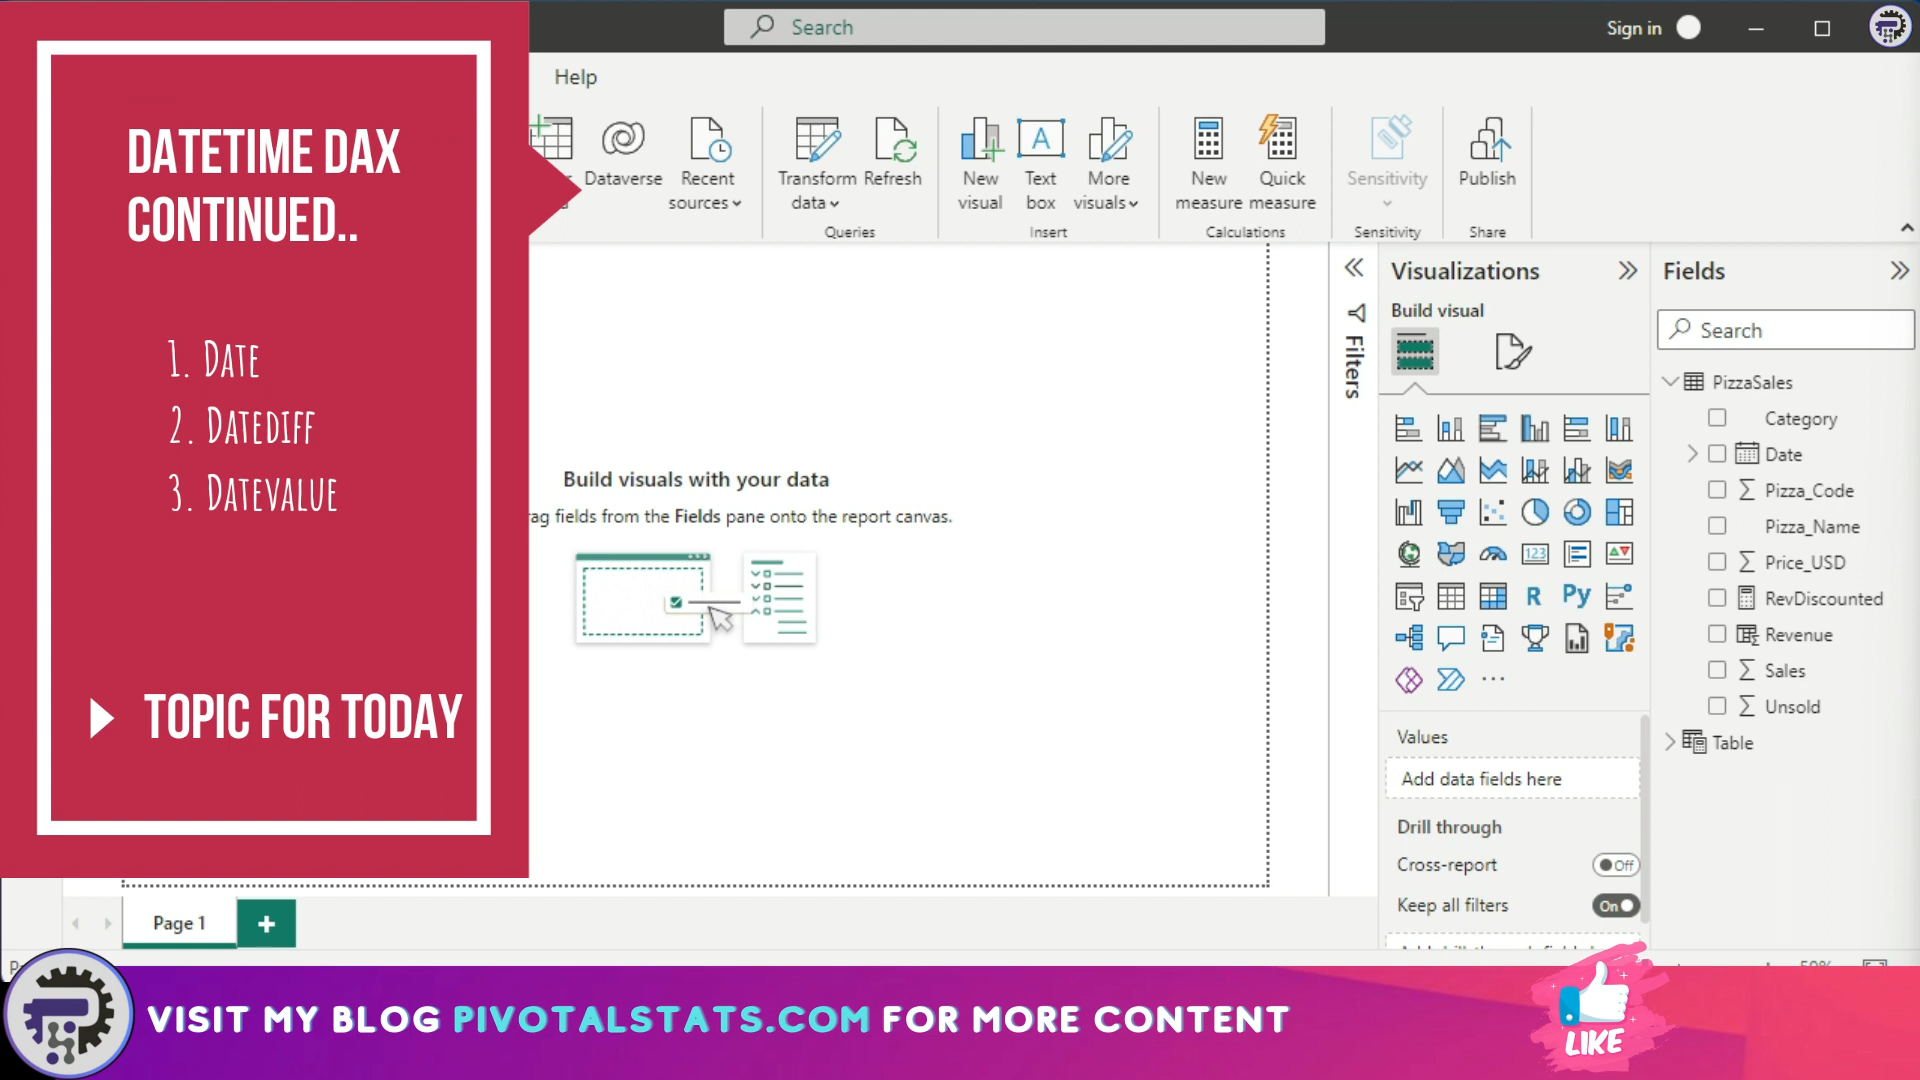 Search
Sign in
DATETIME DAX
CONTINUED..
1. DATE
2. DATEDIFF
3. DATEVALUE
TOPIC FOR TODAY
Help
Dataverse
Recent
sources
Transform
data
Refresh
Queries
New
visual
Text
box
More
visuals
Insert
New
measure
Quick
measure
Calculations
Sensitivity
Sensitivity
Publish
Share
Build visuals with your data
fields from the Fields pane onto the report canvas.
Filters
Visualizations
Build visual
123
R
Py
Values
Add data fields here
Drill through
Cross-report
Off
Keep all filters
On
Fields
Search
PizzaSales
Category
Date
Pizza_Code
Pizza_Name
Price_USD
RevDiscounted
Revenue
Sales
Unsold
Table
Page 1
VISIT MY BLOG PIVOTALSTATS.COM FOR MORE CONTENT
LIKE